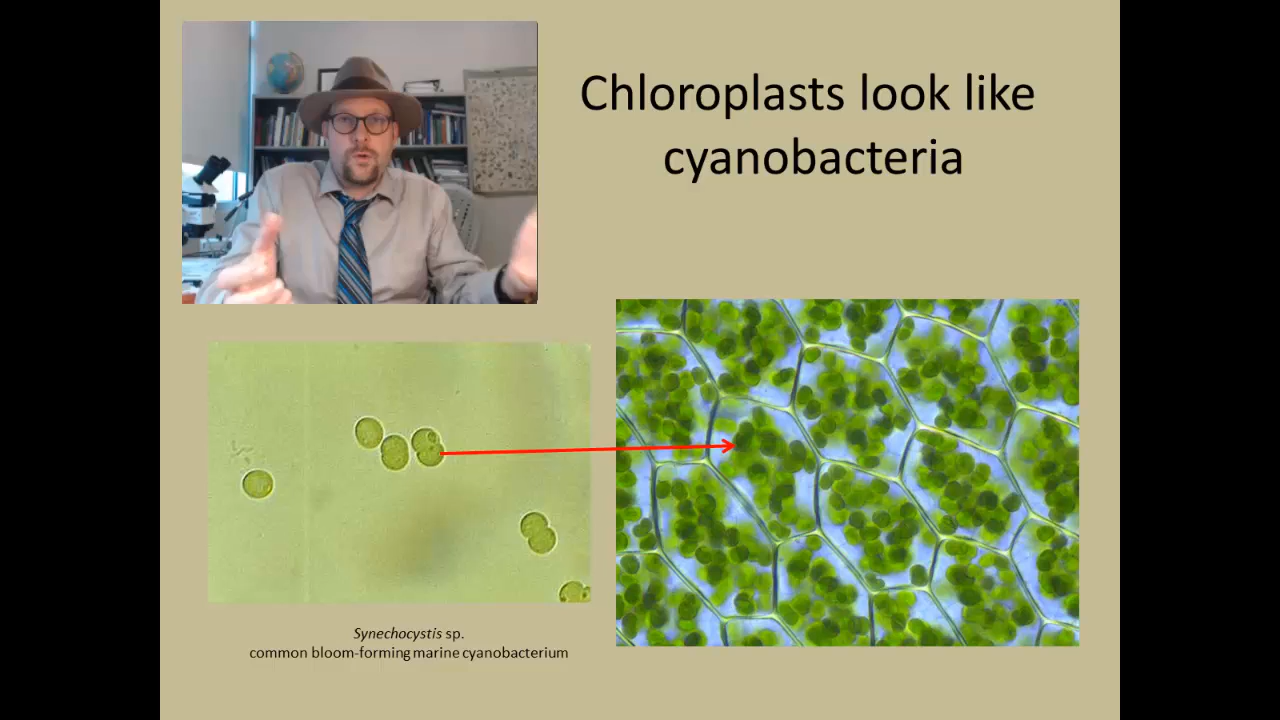 Chloroplasts look like
cyanobacteria
Synechocystis sp.
common bloom-forming marine cyanobacterium